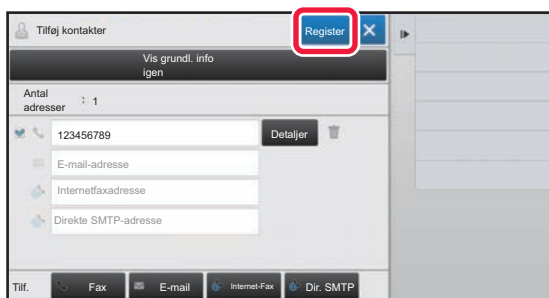 Tilføj kontakter
Register
Vis grundl. info
igen
Antal
adresser : 1
123456789
Detaljer
E-mail-adresse
Internetfaxadresse
Direkte SMTP-adresse
Tilf.
Fax
E-mail
Internet-Fax
Dir. SMTP